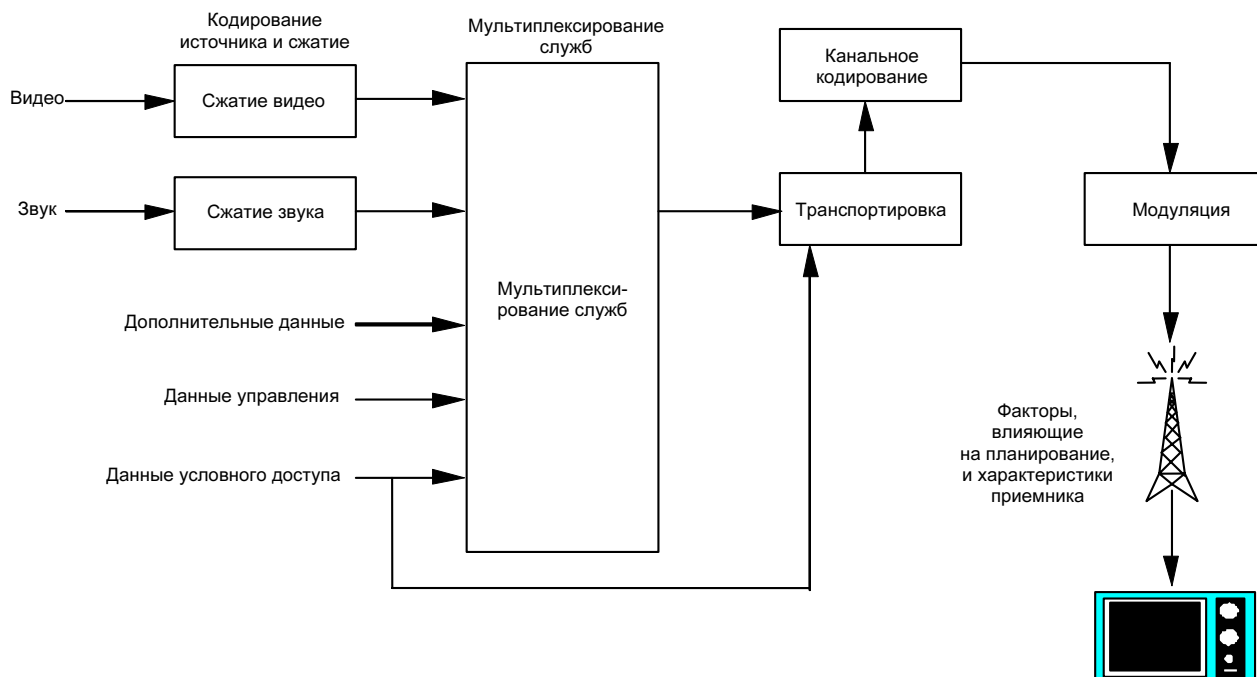 Кодирование
источника и сжатие
Мультиплексирование
служб
Канальное
кодирование
Видео
Сжатие видео
Звук
Сжатие звука
Транспортировка
Модуляция
Мультиплекси-
рование служб
Дополнительные данные
Данные управления
Данные условного доступа
Факторы,
влияющие
на планирование,
и характеристики
приемника